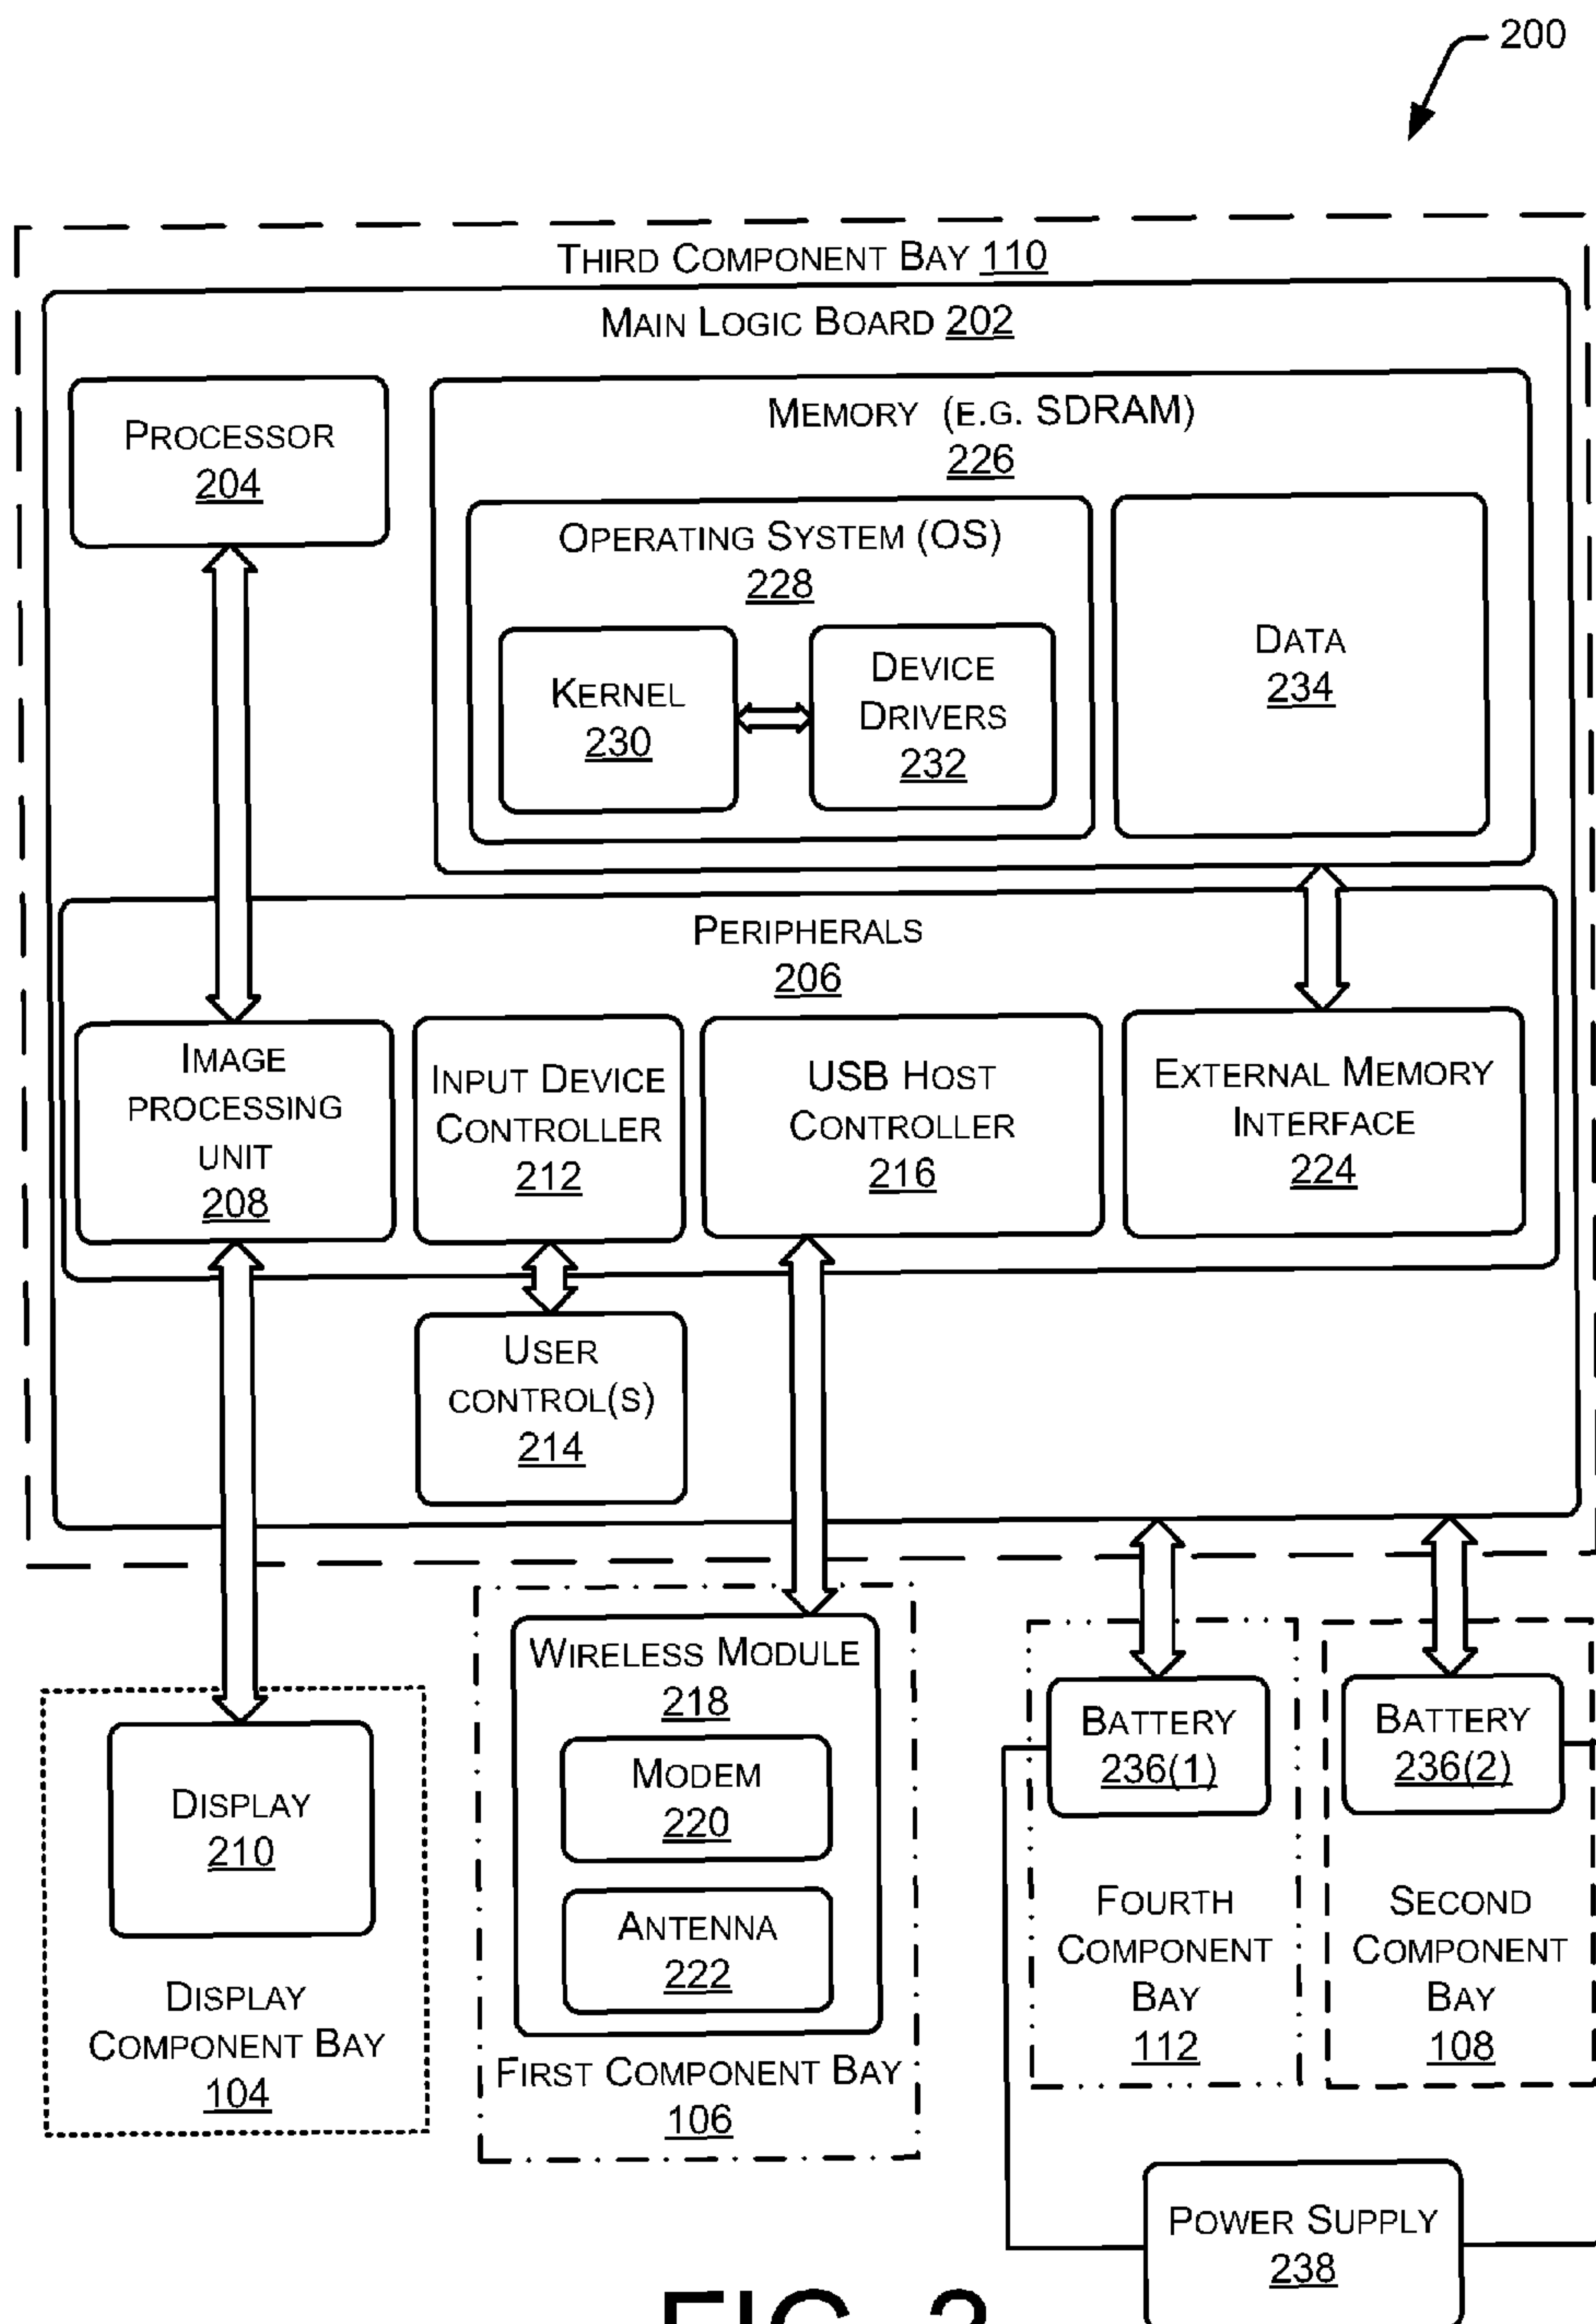 200
THIRD COMPONENT BAY 110
MAIN LOGIC BOARD 202
PROCESSOR
204
MEMORY (E.G. SDRAM)
226
OPERATING SYSTEM (OS)
228
KERNEL
230
DEVICE
DRIVERS
232
DATA
234
PERIPHERALS
206
IMAGE
PROCESSING
UNIT
208
INPUT DEVICE
CONTROLLER
212
USB HOST
CONTROLLER
216
EXTERNAL MEMORY
INTERFACE
224
USER
CONTROL(S)
214
DISPLAY
210
DISPLAY
COMPONENT BAY
104
WIRELESS MODULE
218
MODEM
220
ANTENNA
222
FIRST COMPONENT BAY
106
BATTERY
236(1)
FOURTH
COMPONENT
BAY
112
BATTERY
236(2)
SECOND
COMPONENT
BAY
108
POWER SUPPLY
238